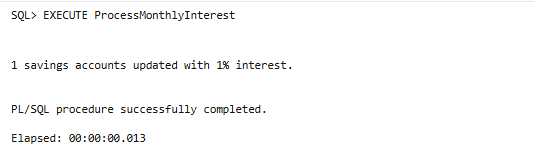 SQL> EXECUTE ProcessMonthlyInterest
1 savings accounts updated with 1% interest.
PL/SQL procedure successfully completed.
Elapsed: 00:00:00.013